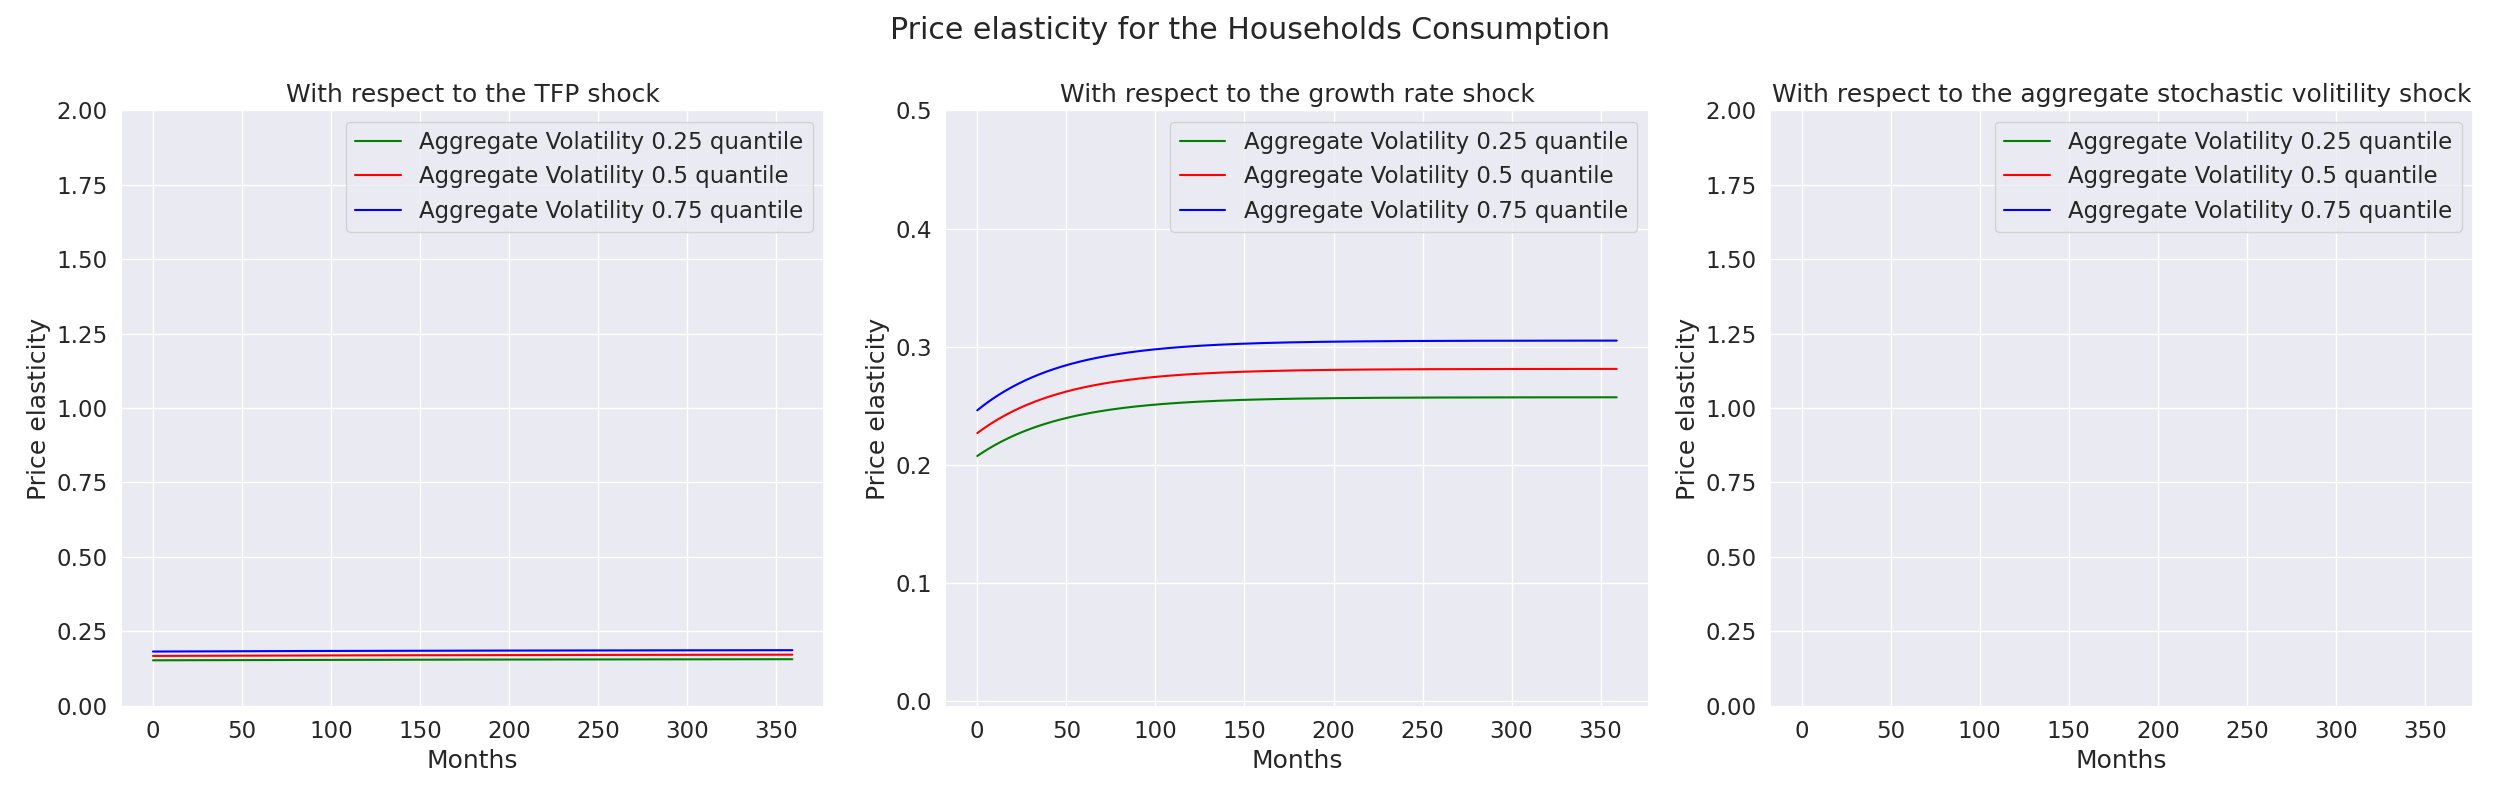 Price elasticity for the Households Consumption
With respect to the TFP shock
2.00
1.75
1.50
1.25
1.00
0.75
0.50
0.25
0.00
Price elasticity
Aggregate Volatility 0.25 quantile
Aggregate Volatility 0.5 quantile
Aggregate Volatility 0.75 quantile
0 50 100 150 200 250 300 350
Months
With respect to the growth rate shock
0.5
0.4
0.3
0.2
0.1
0.0
Price elasticity
Aggregate Volatility 0.25 quantile
Aggregate Volatility 0.5 quantile
Aggregate Volatility 0.75 quantile
0 50 100 150 200 250 300 350
Months
With respect to the aggregate stochastic volitility shock
2.00
1.75
1.50
1.25
1.00
0.75
0.50
0.25
0.00
Price elasticity
Aggregate Volatility 0.25 quantile
Aggregate Volatility 0.5 quantile
Aggregate Volatility 0.75 quantile
0 50 100 150 200 250 300 350
Months